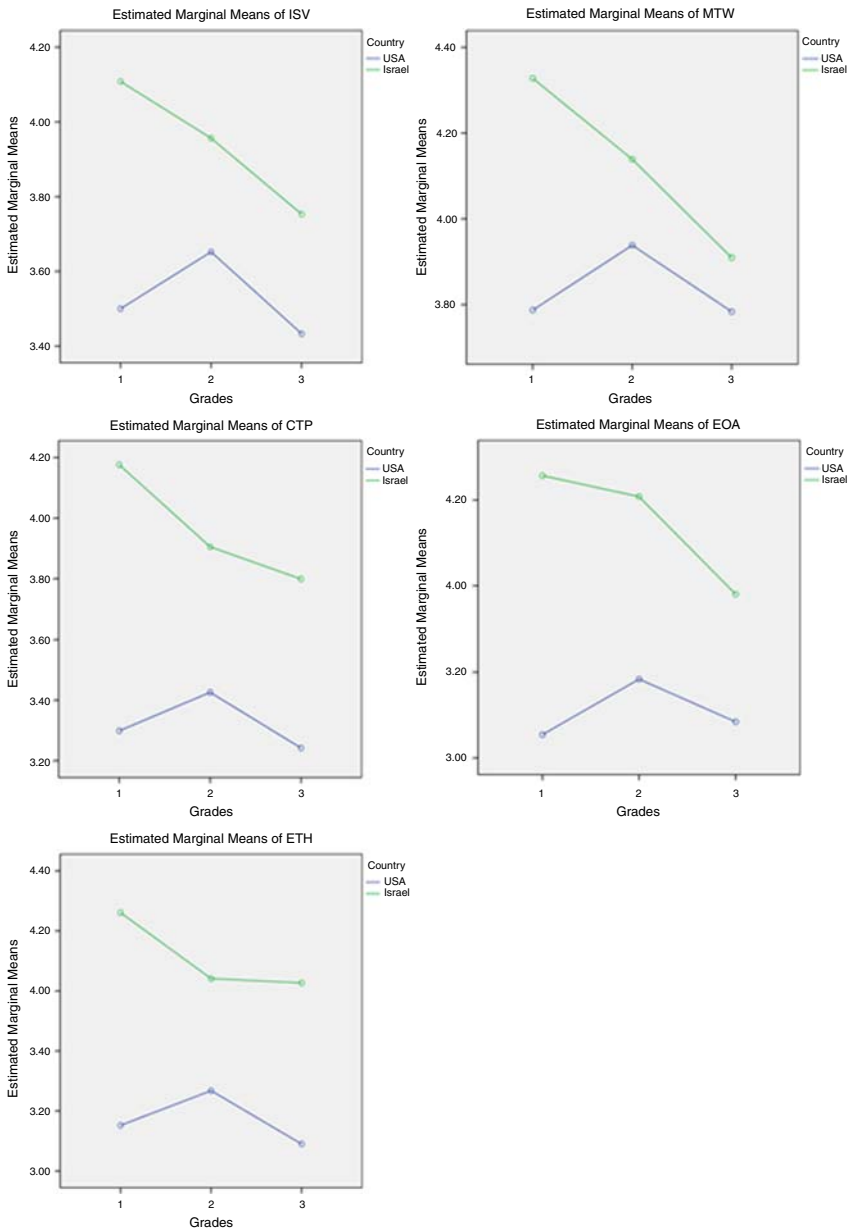 Estimated Marginal Means of ISV
Country
USA
Israel
Estimated Marginal Means
4.20
4.00
3.80
3.60
3.40
1
2
3
Grades
Estimated Marginal Means of MTW
Country
USA
Israel
Estimated Marginal Means
4.40
4.20
4.00
3.80
1
2
3
Grades
Estimated Marginal Means of CTP
Country
USA
Israel
Estimated Marginal Means
4.20
4.00
3.80
3.60
3.40
3.20
1
2
3
Grades
Estimated Marginal Means of EOA
Country
USA
Israel
Estimated Marginal Means
4.20
4.00
3.20
3.00
1
2
3
Grades
Estimated Marginal Means of ETH
Country
USA
Israel
Estimated Marginal Means
4.40
4.20
4.00
3.40
3.20
3.00
1
2
3
Grades